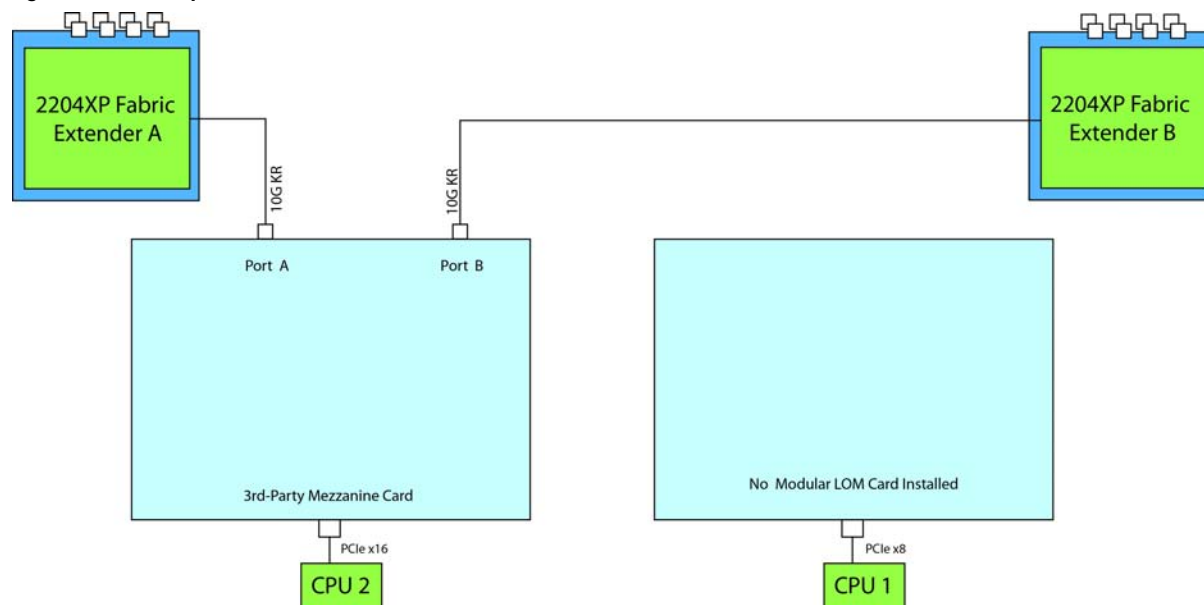 2204XP Fabric
Extender A
2204XP Fabric
Extender B
10G KR
10G KR
Port A
Port B
3rd-Party Mezzanine Card
No Modular LOM Card Installed
PCIe x16
PCIe x8
CPU 2
CPU 1